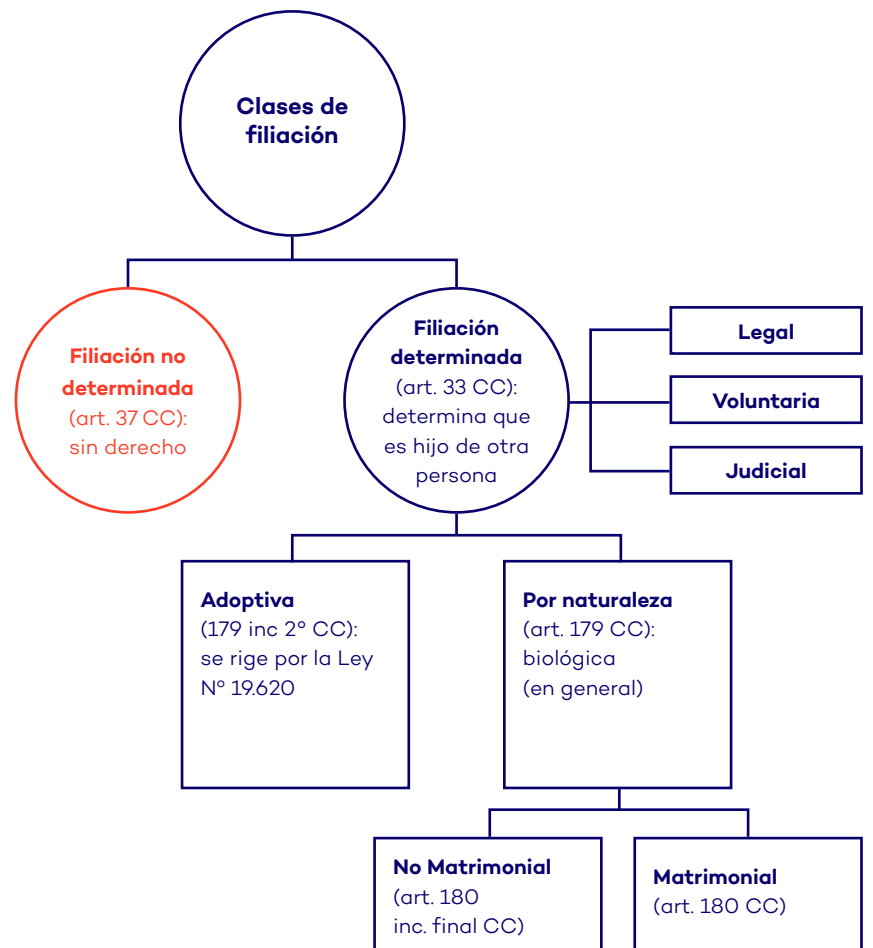 Clases de
filiación
Filiación no
determinada
(art. 37 CC):
sin derecho
Filiación
determinada
(art. 33 CC):
determina que
es hijo de otra
persona
Legal
Voluntaria
Judicial
Adoptiva
(179 inc 2° CC):
se rige por la Ley
N° 19.620
Por naturaleza
(art. 179 CC):
biológica
(en general)
No Matrimonial
(art. 180
inc. final CC)
Matrimonial
(art. 180 CC)